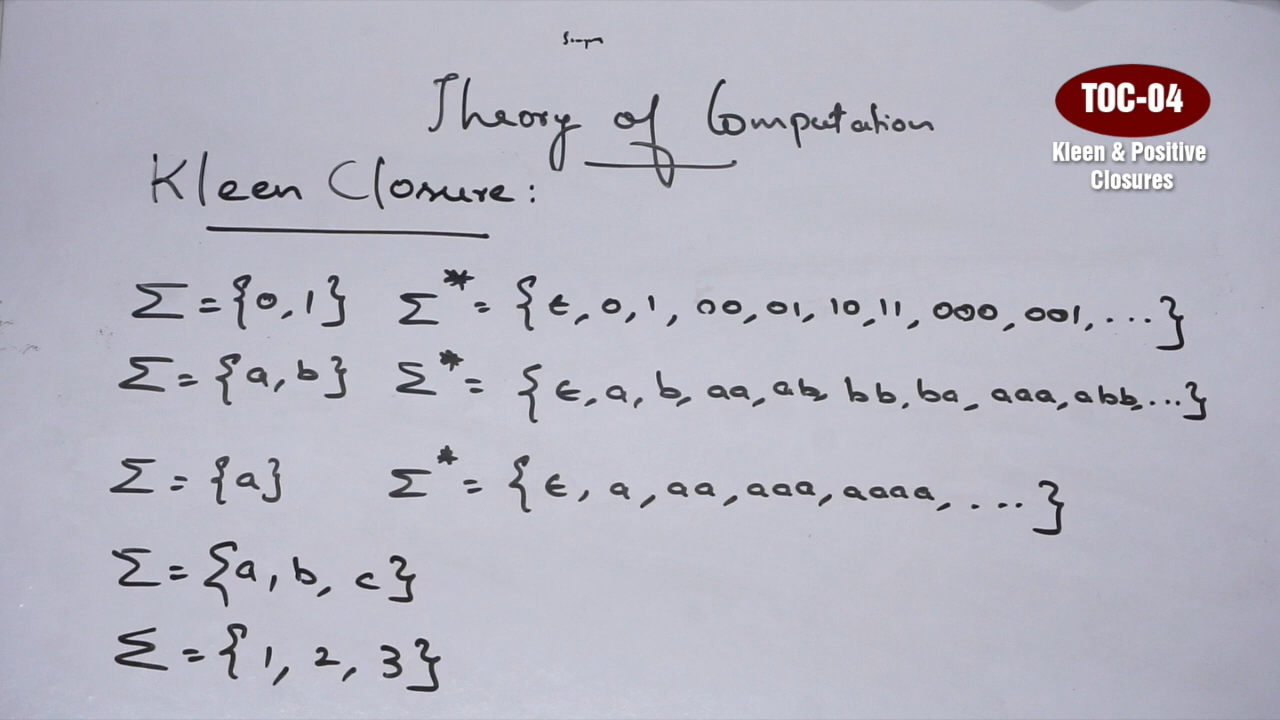 Theory of Computation
TOC-04
Kleen & Positive
Closures
Kleen Closure:
Σ = {0, 1} Σ* = {ε, 0, 1, 00, 01, 10, 11, 000, 001, ...}
Σ = {a, b} Σ* = {ε, a, b, aa, ab, bb, ba, aaa, abb, ...}
Σ = {a} Σ* = {ε, a, aa, aaa, aaaa, ...}
Σ = {a, b, c}
Σ = {1, 2, 3}